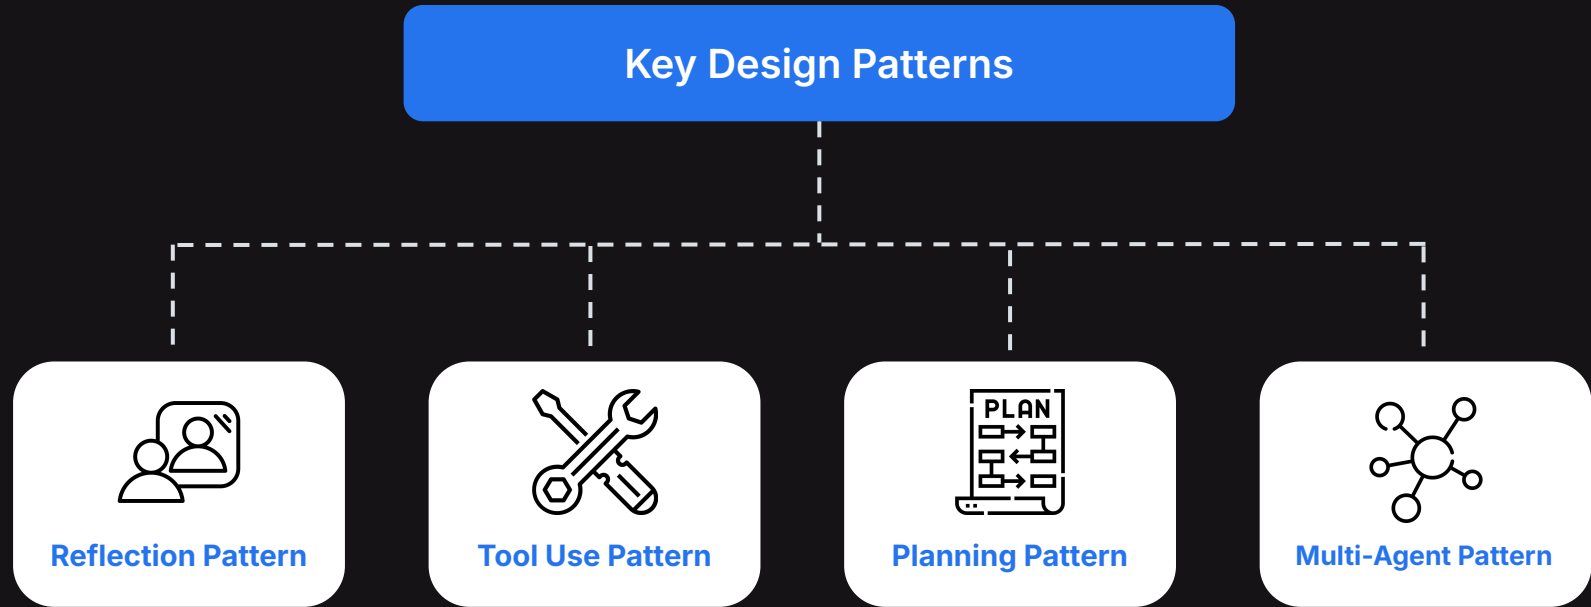 Key Design Patterns
PLAN
Reflection Pattern
Tool Use Pattern
Planning Pattern
Multi-Agent Pattern